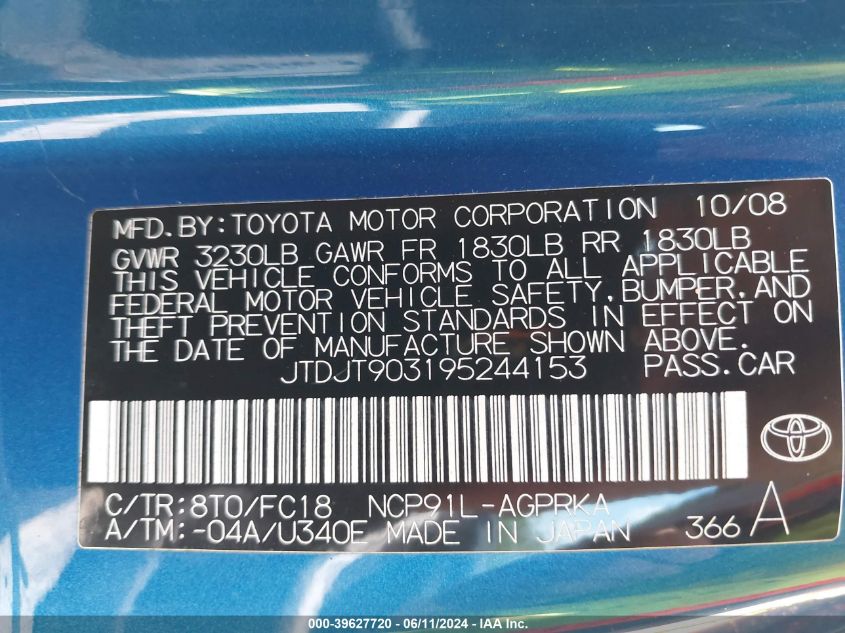 MFD. BY: TOYOTA MOTOR CORPORATION 10/08
GVWR 3230LB GAWR FR 1830LB RR 1830LB
THIS VEHICLE CONFORMS TO ALL APPLICABLE
FEDERAL MOTOR VEHICLE SAFETY, BUMPER, AND
THEFT PREVENTION STANDARDS IN EFFECT ON
THE DATE OF MANUFACTURE SHOWN ABOVE.
JTDJT903195244153 PASS. CAR
C/TR: 8T0/FC18 NCP91L-AGPRKA
A/TM: -04A/U340E MADE IN JAPAN 366 A
000-39627720 - 06/11/2024 - IAA Inc.